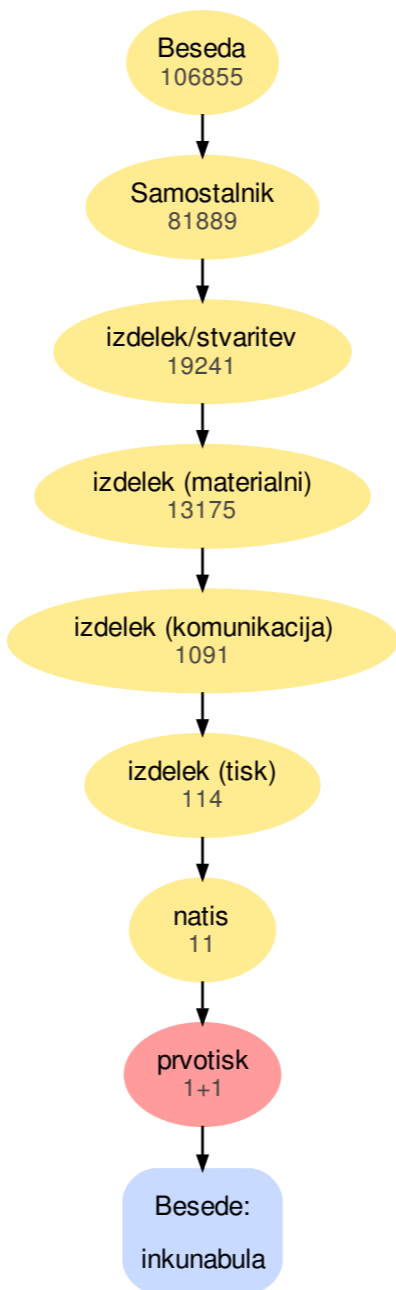 Beseda
106855
Samostalnik
81889
izdelek/stvaritev
19241
izdelek (materialni)
13175
izdelek (komunikacija)
1091
izdelek (tisk)
114
natis
11
prvotisk
1+1
Besede:
inkunabula